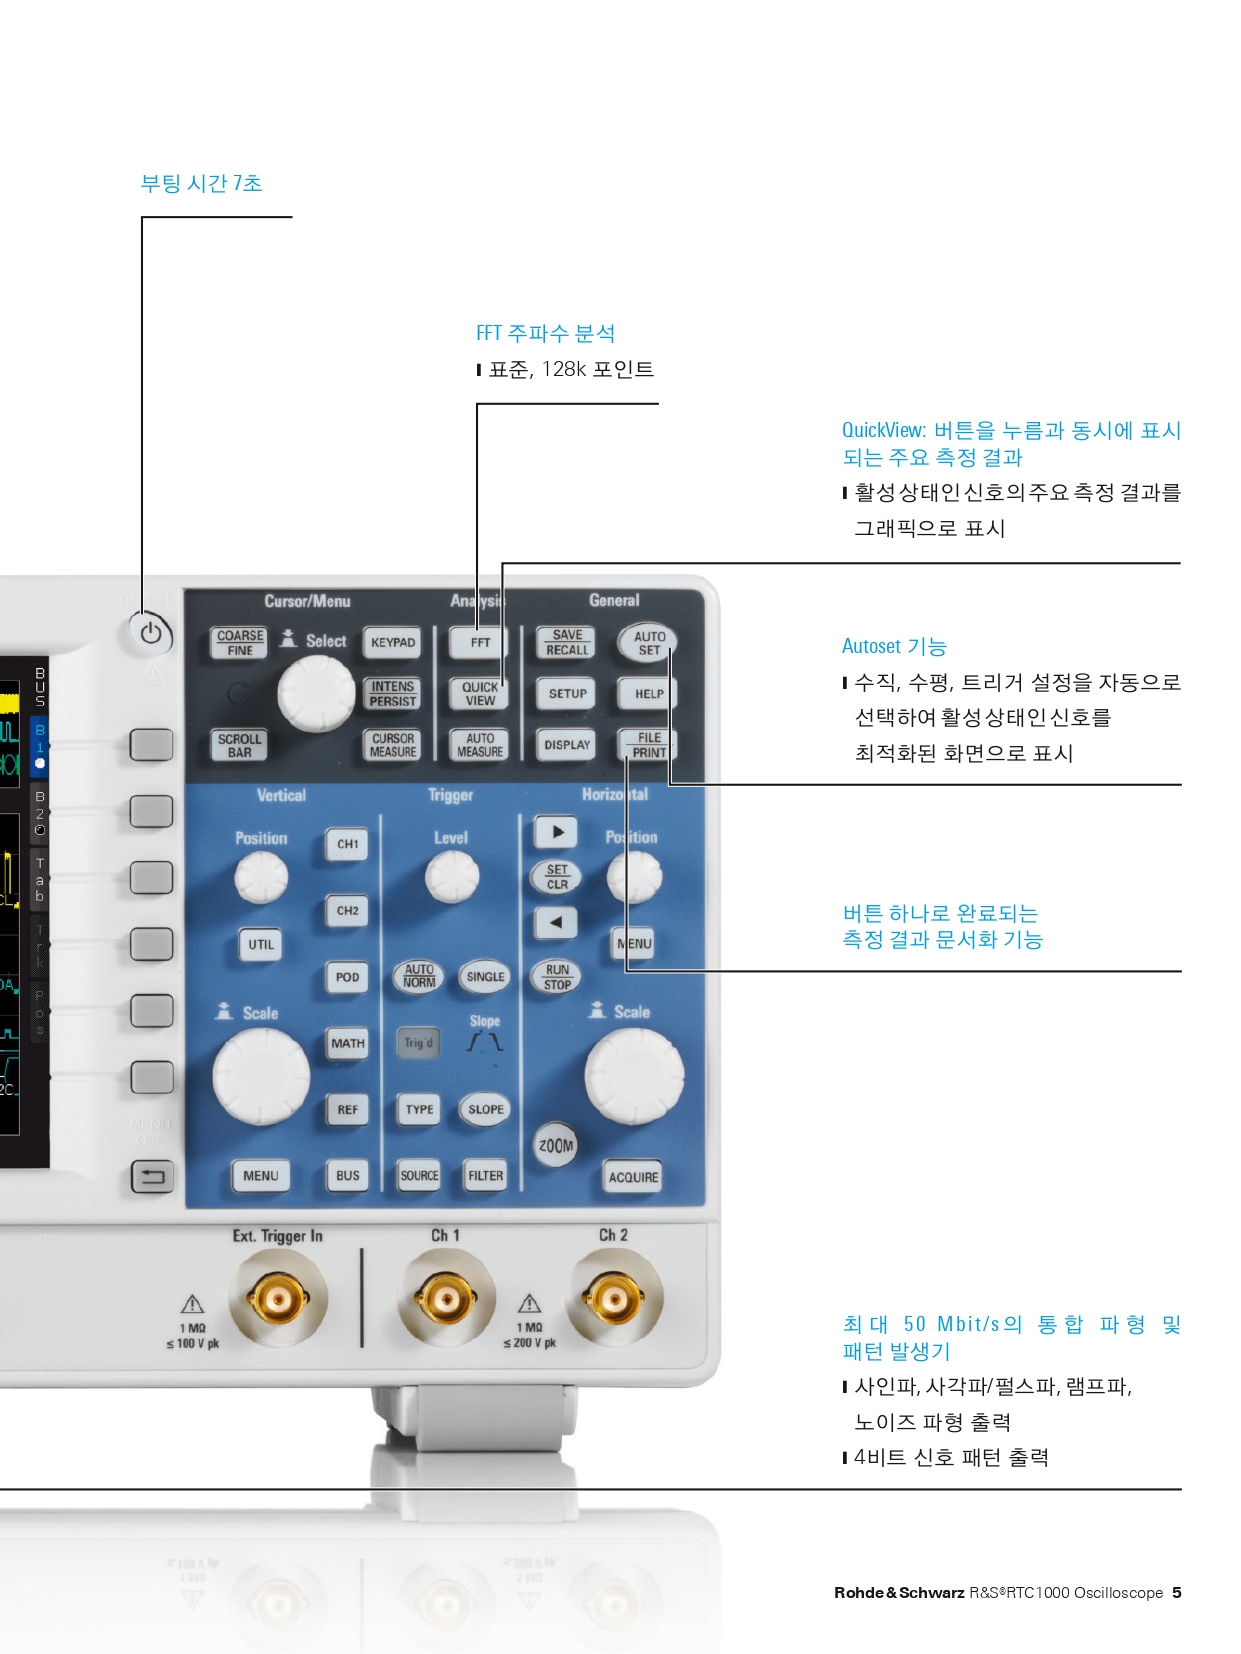 부팅 시간 7초
FFT 주파수 분석
▎표준, 128k 포인트
QuickView: 버튼을 누름과 동시에 표시
되는 주요 측정 결과
▎활성 상태인 신호의 주요 측정 결과를
그래픽으로 표시
Autoset 기능
▎수직, 수평, 트리거 설정을 자동으로
선택하여 활성 상태인 신호를
최적화된 화면으로 표시
버튼 하나로 완료되는
측정 결과 문서화 기능
최대 50 Mbit/s의 통합 파형 및
패턴 발생기
▎사인파, 사각파/펄스파, 램프파,
노이즈 파형 출력
▎4비트 신호 패턴 출력
Cursor/Menu
Analysis
General
COARSE
FINE
Select
KEYPAD
FFT
SAVE
RECALL
AUTO
SET
INTENS
PERSIST
QUICK
VIEW
SETUP
HELP
SCROLL
BAR
CURSOR
MEASURE
AUTO
MEASURE
DISPLAY
FILE
PRINT
BUS
B1
B2
Tab
Trk
Pos
Vertical
Trigger
Horizontal
Position
CH1
Level
Position
SET
CLR
CH2
UTIL
MENU
POD
AUTO
NORM
SINGLE
RUN
STOP
Scale
MATH
Trig'd
Slope
Scale
REF
TYPE
SLOPE
ZOOM
MENU
BUS
SOURCE
FILTER
ACQUIRE
MENU
OFF
Ext. Trigger In
Ch 1
Ch 2
1 MΩ
≤ 100 V pk
1 MΩ
≤ 200 V pk
Rohde & Schwarz R&S®RTC1000 Oscilloscope 5